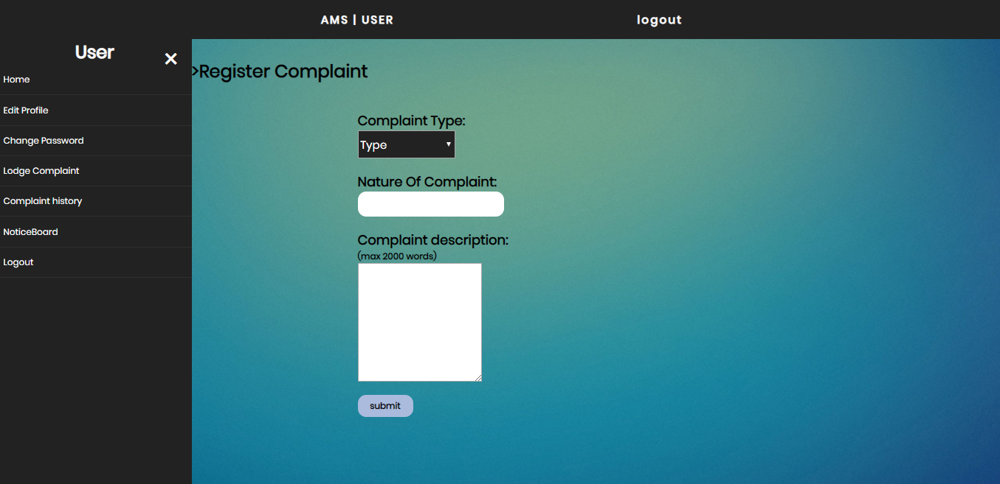 AMS | USER
logout
User
×
Home
Edit Profile
Change Password
Lodge Complaint
Complaint history
NoticeBoard
Logout
>Register Complaint
Complaint Type:
Type
Nature Of Complaint:
Complaint description:
(max 2000 words)
submit